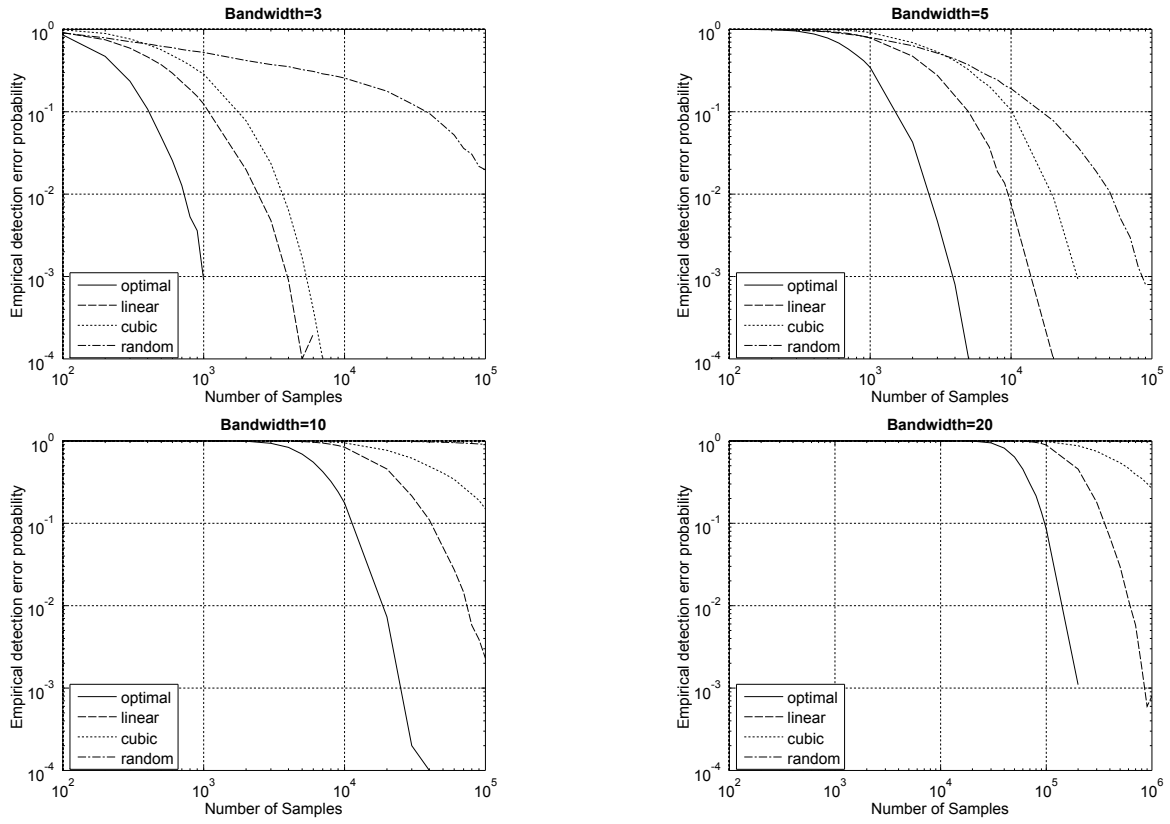 Bandwidth=3
10^0
10^-1
10^-2
10^-3
10^-4
Empirical detection error probability
optimal
linear
cubic
random
10^2
10^3
10^4
10^5
Number of Samples
Bandwidth=5
10^0
10^-1
10^-2
10^-3
10^-4
Empirical detection error probability
optimal
linear
cubic
random
10^2
10^3
10^4
10^5
Number of Samples
Bandwidth=10
10^0
10^-1
10^-2
10^-3
10^-4
Empirical detection error probability
optimal
linear
cubic
random
10^2
10^3
10^4
10^5
Number of Samples
Bandwidth=20
10^0
10^-1
10^-2
10^-3
10^-4
Empirical detection error probability
optimal
linear
cubic
random
10^2
10^3
10^4
10^5
10^6
Number of Samples